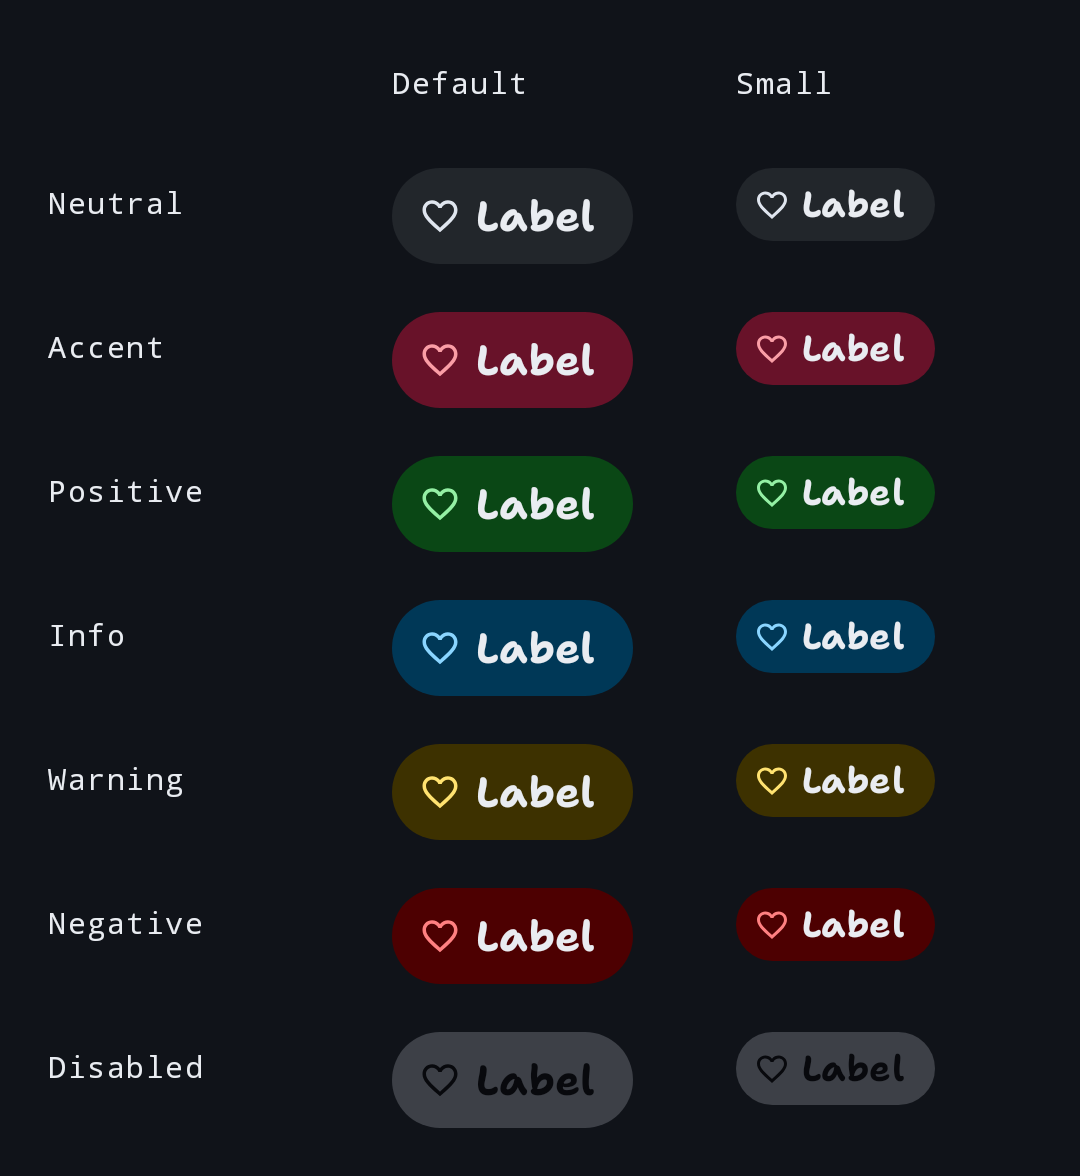 Default Small
Neutral Label Label
Accent Label Label
Positive Label Label
Info Label Label
Warning Label Label
Negative Label Label
Disabled Label Label